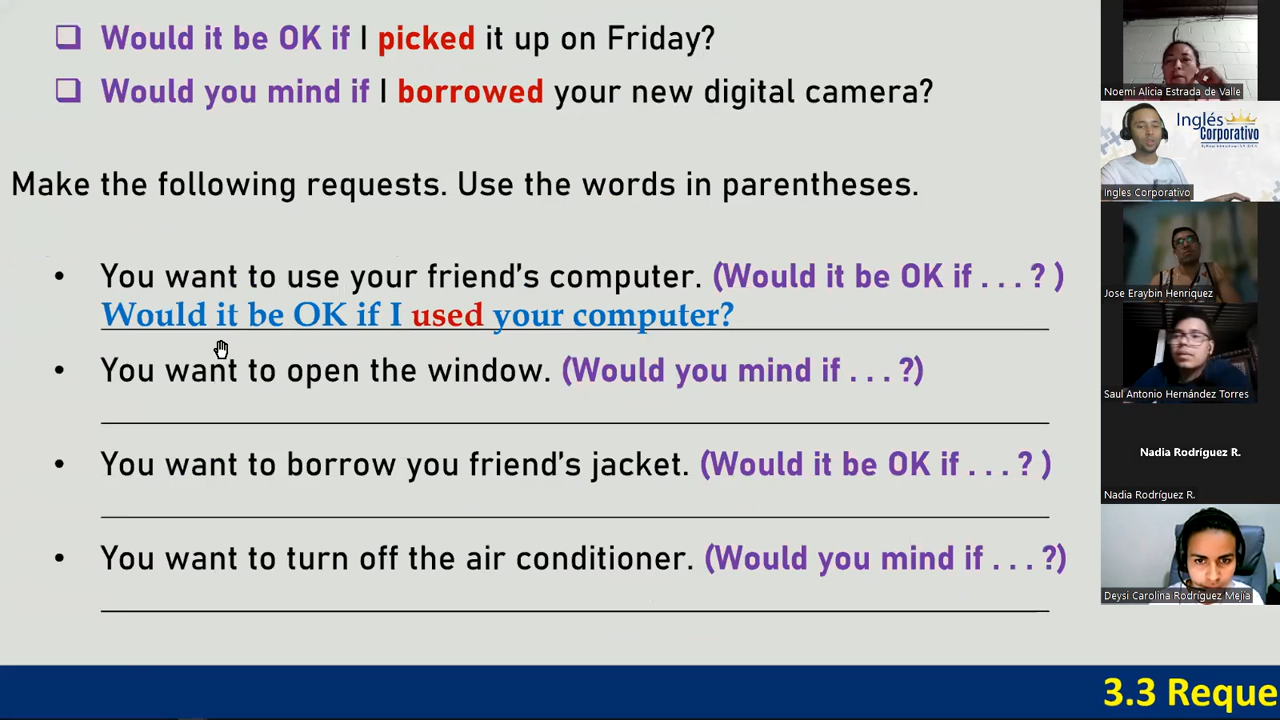 ❑ Would it be OK if I picked it up on Friday?
❑ Would you mind if I borrowed your new digital camera?
Make the following requests. Use the words in parentheses.
• You want to use your friend's computer. (Would it be OK if . . . ? )
Would it be OK if I used your computer?
• You want to open the window. (Would you mind if . . . ?)
• You want to borrow you friend's jacket. (Would it be OK if . . . ? )
• You want to turn off the air conditioner. (Would you mind if . . . ?)
3.3 Reque
Noemi Alicia Estrada de Valle
Inglés
Corporativo
Ingles Corporativo
Jose Eraybin Henriquez
Saul Antonio Hernández Torres
Nadia Rodríguez R.
Nadia Rodríguez R.
Deysi Carolina Rodríguez Mejía